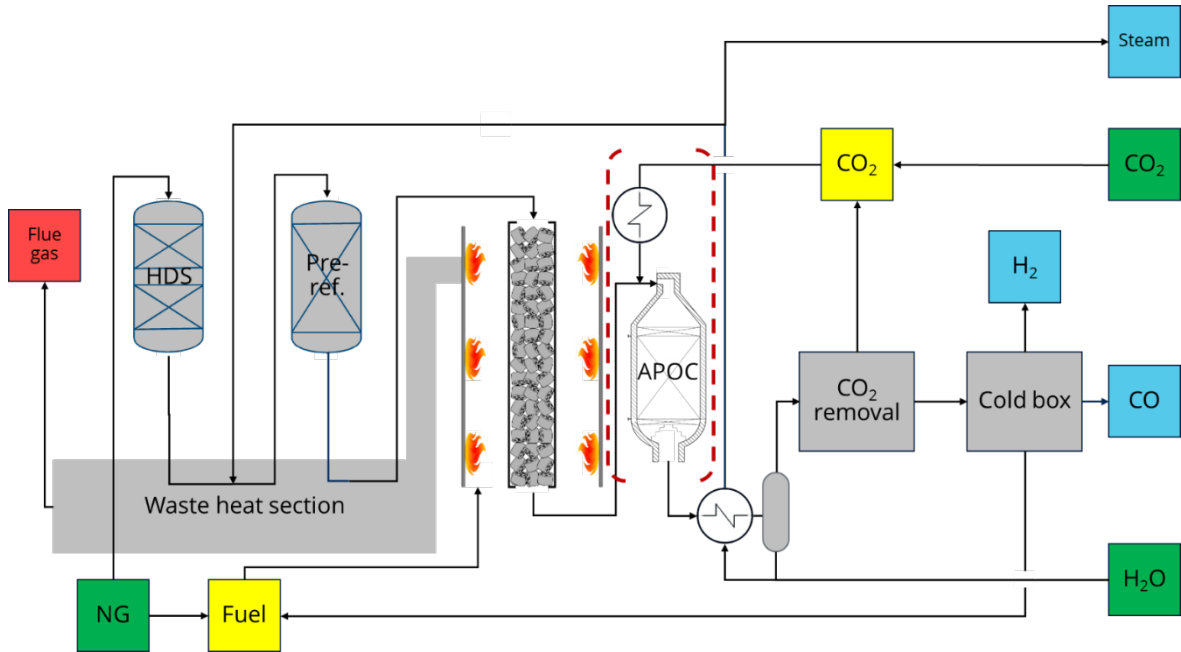 Steam
CO₂
CO₂
Flue
gas
HDS
Pre-
ref.
H₂
APOC
CO₂
removal
Cold box
CO
Waste heat section
NG
Fuel
H₂O